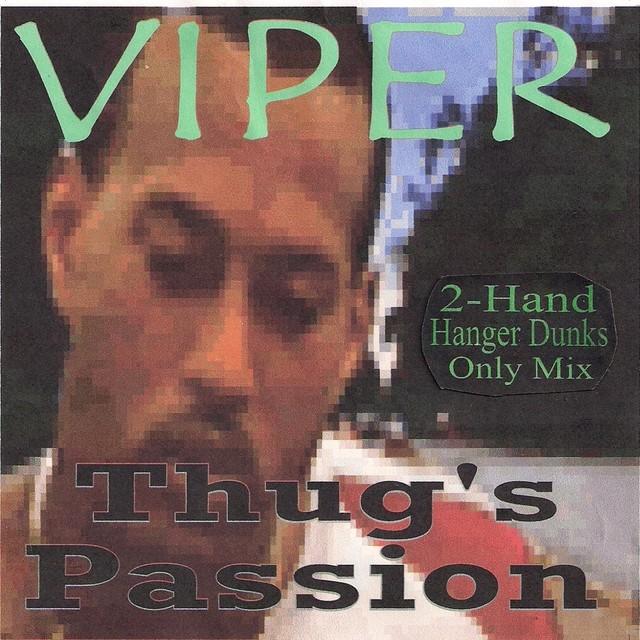 VIPER
2-Hand
Hanger Dunks
Only Mix
Thug's
Passion